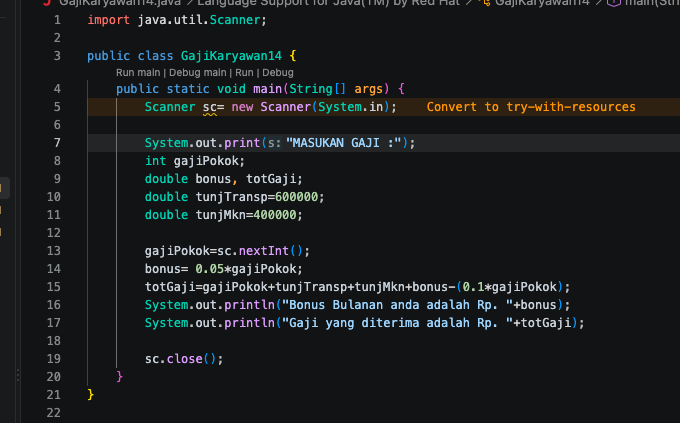 GajiKaryawan14.java > Language Support for Java(TM) by Red Hat > GajiKaryawan14 > main(Stri
1 import java.util.Scanner;
2
3 public class GajiKaryawan14 {
Run main | Debug main | Run | Debug
4 public static void main(String[] args) {
5 Scanner sc= new Scanner(System.in); Convert to try-with-resources
6
7 System.out.print(s:"MASUKAN GAJI :");
8 int gajiPokok;
9 double bonus, totGaji;
10 double tunjTransp=600000;
11 double tunjMkn=400000;
12
13 gajiPokok=sc.nextInt();
14 bonus= 0.05*gajiPokok;
15 totGaji=gajiPokok+tunjTransp+tunjMkn+bonus-(0.1*gajiPokok);
16 System.out.println("Bonus Bulanan anda adalah Rp. "+bonus);
17 System.out.println("Gaji yang diterima adalah Rp. "+totGaji);
18
19 sc.close();
20 }
21 }
22